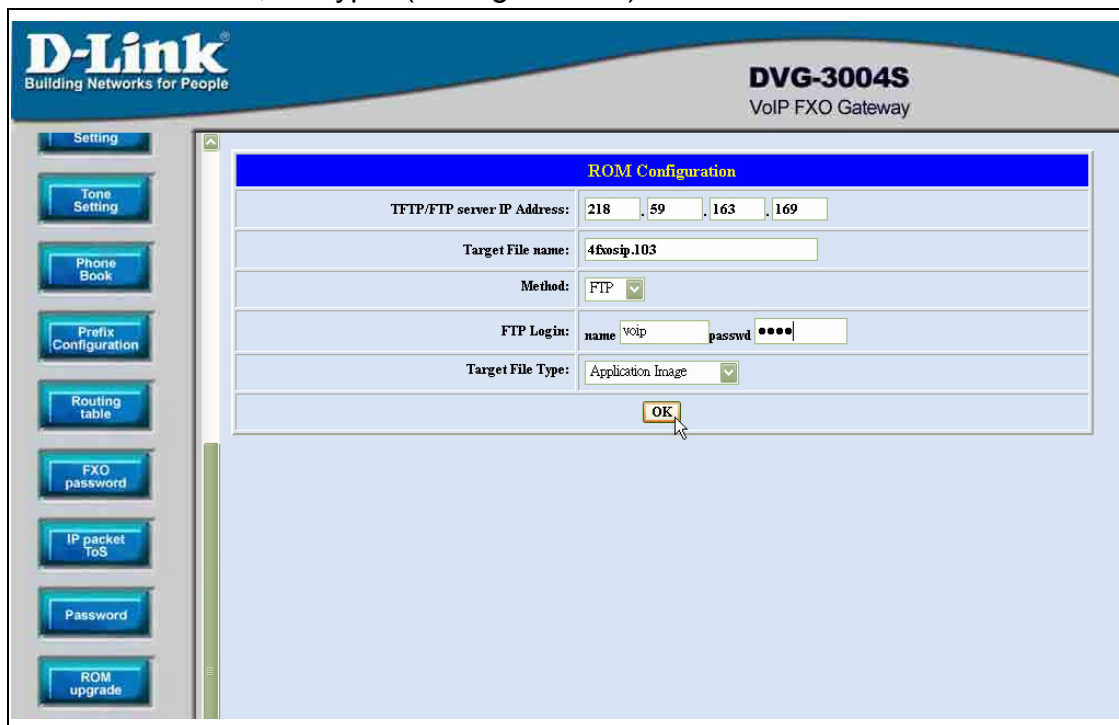 D-Link®
Building Networks for People
DVG-3004S
VoIP FXO Gateway
Setting
Tone
Setting
Phone
Book
Prefix
Configuration
Routing
table
FXO
password
IP packet
ToS
Password
ROM
upgrade
ROM Configuration
TFTP/FTP server IP Address: 218 . 59 . 163 . 169
Target File name: 4fxosip.103
Method: FTP
FTP Login: name voip passwd ●●●●
Target File Type: Application Image
OK